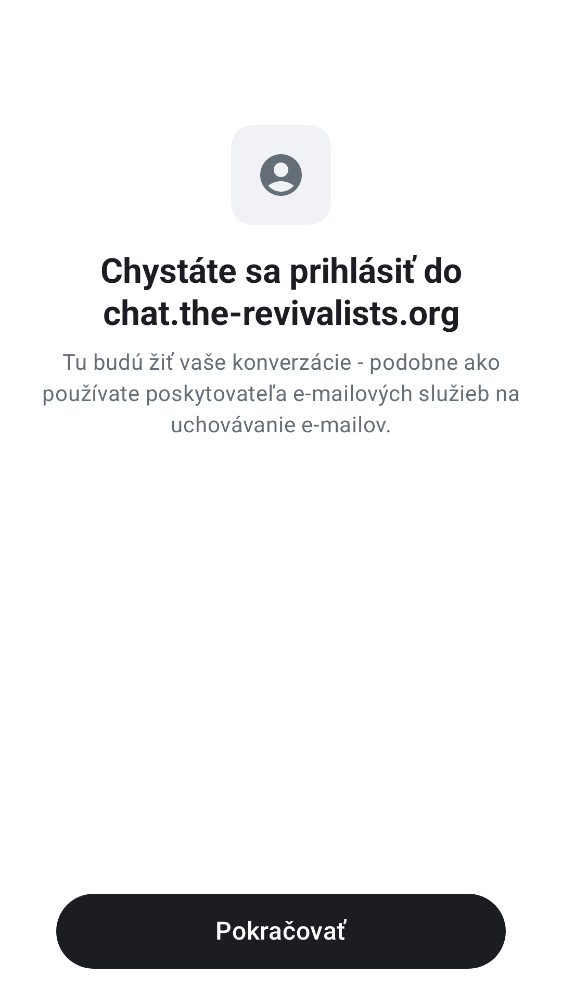 Chystáte sa prihlásiť do
chat.the-revivalists.org
Tu budú žiť vaše konverzácie - podobne ako
používate poskytovateľa e-mailových služieb na
uchovávanie e-mailov.
Pokračovať